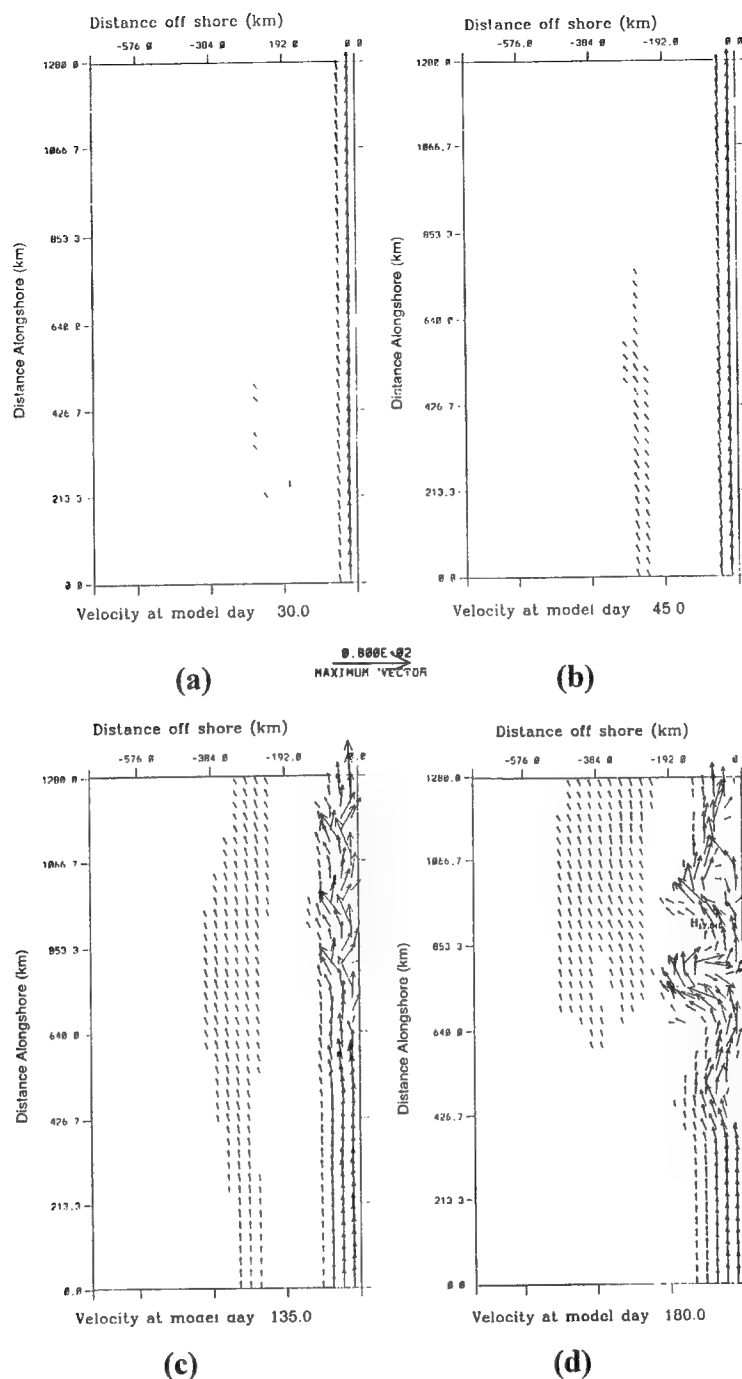 Distance off shore (km)
-576 0 -384 0 192 0 0 0
1280 0
1066.7
853 3
640.0
426.7
213.3
0 0
Distance Alongshore (km)
Velocity at model day 30.0
(a)
Distance off shore (km)
-576.0 -384.0 -192.0 0 0
1280.0
1066.7
853.3
640 0
426.7
213.3
0.0
Distance Alongshore (km)
Velocity at model day 45 0
(b)
0.800E+02
MAXIMUM VECTOR
Distance off shore (km)
-576 0 -384 0 -192.0 0.0
1280.0
1066.7
853.3
640 0
426.7
213 3
0.0
Distance Alongshore (km)
Velocity at model day 135.0
(c)
Distance off shore (km)
-576 0 -384.0 -192.0 0
1280.0
1066.7
853.3
640.0
426.7
213 3
0 0
Distance Alongshore (km)
Velocity at model day 180.0
(d)